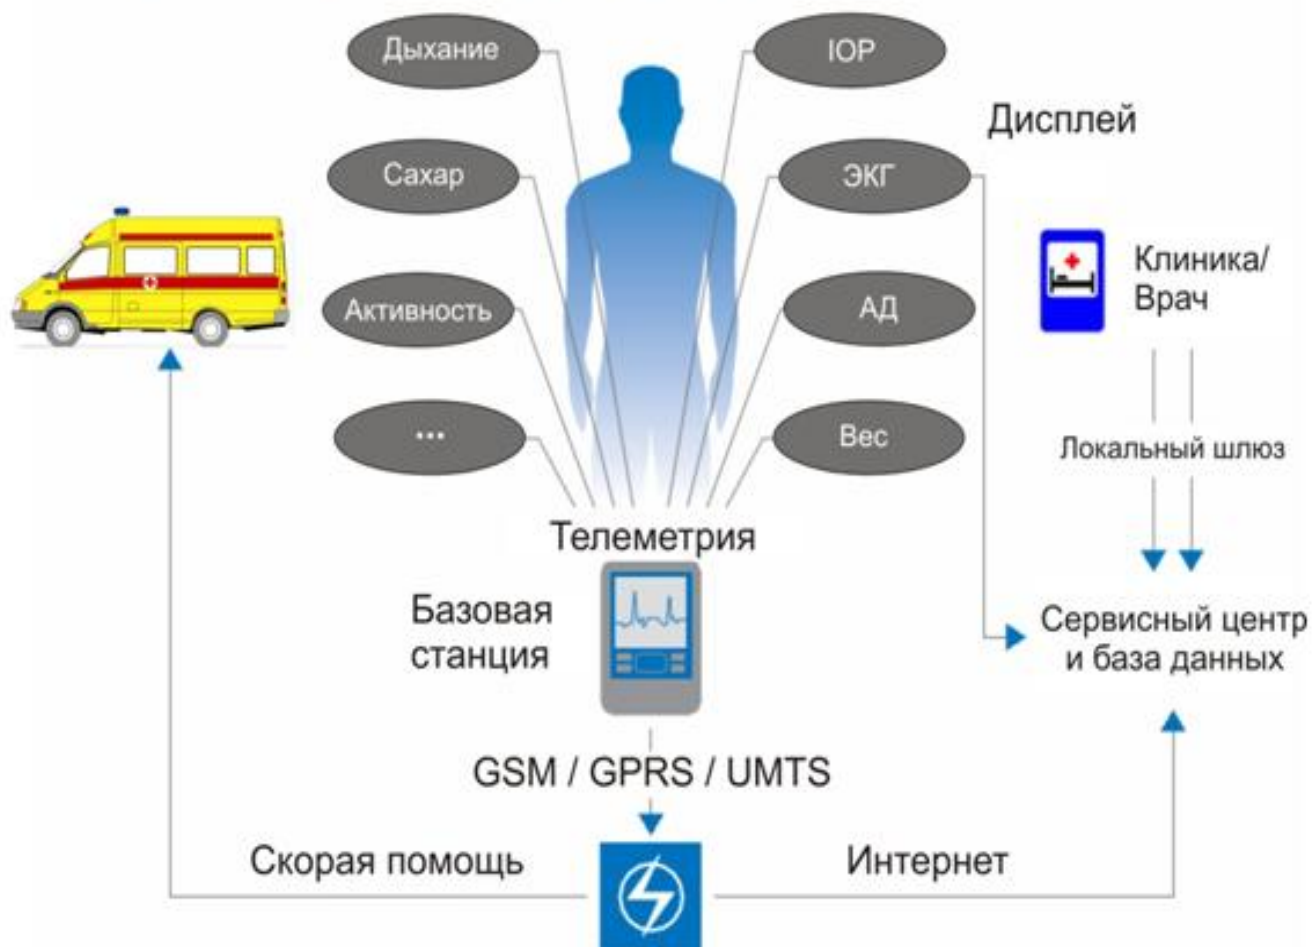 Дыхание
IOP
Дисплей
Сахар
ЭКГ
Клиника/
Врач
Активность
АД
...
Вес
Локальный шлюз
Телеметрия
Базовая
станция
Сервисный центр
и база данных
GSM / GPRS / UMTS
Скорая помощь
Интернет